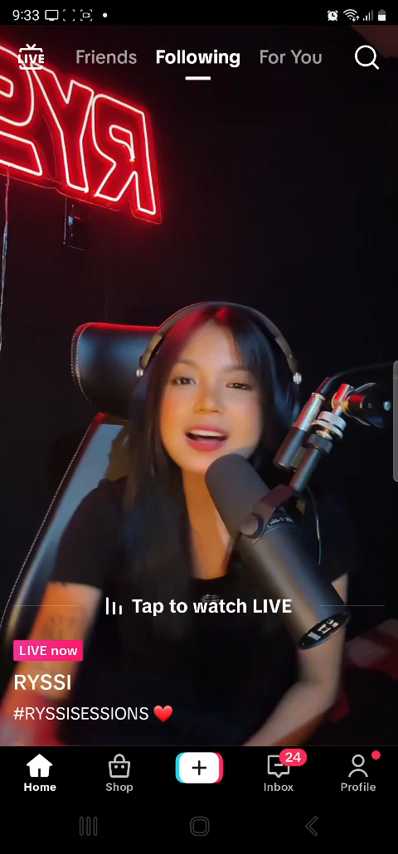 9:33
LIVE Friends Following For You
RYS
Tap to watch LIVE
LIVE now
RYSSI
#RYSSISESSIONS ❤️
24
Home Shop Inbox Profile